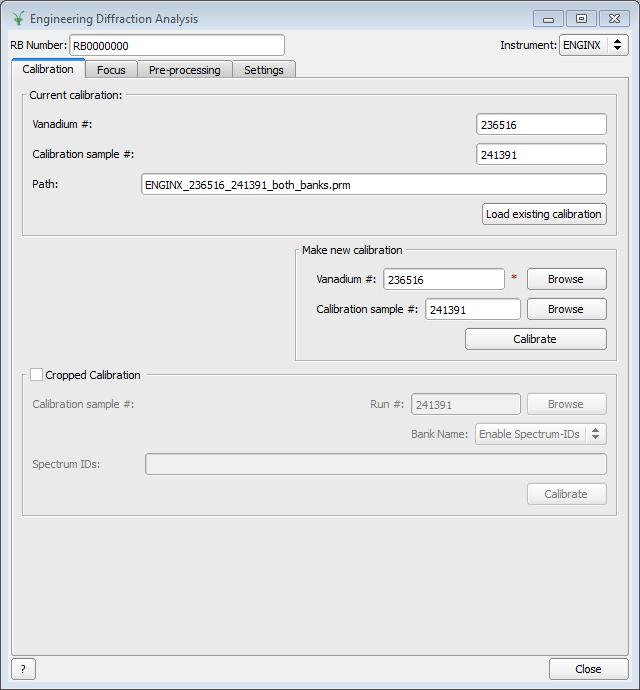 Engineering Diffraction Analysis
RB Number: RB0000000 Instrument: ENGINX
Calibration Focus Pre-processing Settings
Current calibration:
Vanadium #: 236516
Calibration sample #: 241391
Path: ENGINX_236516_241391_both_banks.prm
Load existing calibration
Make new calibration
Vanadium #: 236516 * Browse
Calibration sample #: 241391 Browse
Calibrate
Cropped Calibration
Calibration sample #: Run #: 241391 Browse
Bank Name: Enable Spectrum-IDs
Spectrum IDs:
Calibrate
? Close